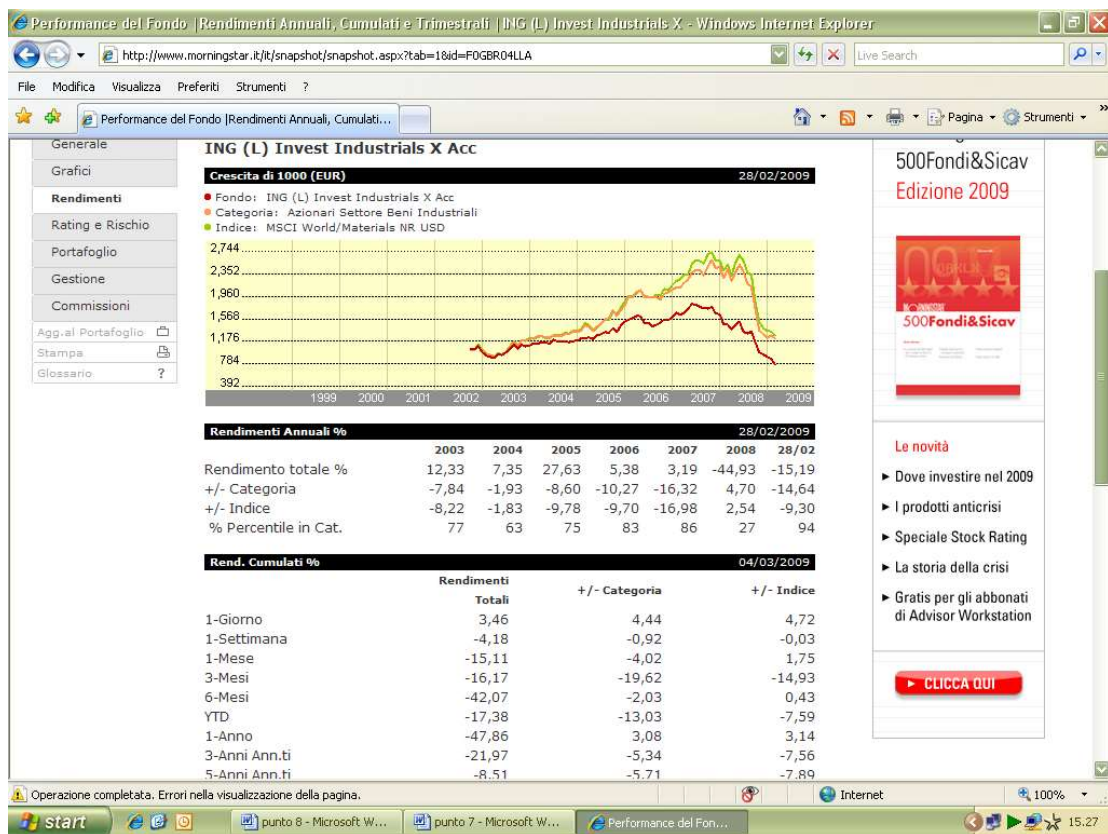 Performance del Fondo |Rendimenti Annuali, Cumulati e Trimestrali | ING (L) Invest Industrials X - Windows Internet Explorer
http://www.morningstar.it/it/snapshot/snapshot.aspx?tab=1&id=F0GBR04LLA
Live Search
File Modifica Visualizza Preferiti Strumenti ?
Performance del Fondo |Rendimenti Annuali, Cumulati...
Pagina
Strumenti
»
Generale
Grafici
Rendimenti
Rating e Rischio
Portafoglio
Gestione
Commissioni
Agg.al Portafoglio
Stampa
Glossario ?
ING (L) Invest Industrials X Acc
Crescita di 1000 (EUR) 28/02/2009
Fondo: ING (L) Invest Industrials X Acc
Categoria: Azionari Settore Beni Industriali
Indice: MSCI World/Materials NR USD
2,744
2,352
1,960
1,568
1,176
784
392
1999 2000 2001 2002 2003 2004 2005 2006 2007 2008 2009
Rendimenti Annuali % 28/02/2009
2003 2004 2005 2006 2007 2008 28/02
Rendimento totale % 12,33 7,35 27,63 5,38 3,19 -44,93 -15,19
+/- Categoria -7,84 -1,93 -8,60 -10,27 -16,32 4,70 -14,64
+/- Indice -8,22 -1,83 -9,78 -9,70 -16,98 2,54 -9,30
% Percentile in Cat. 77 63 75 83 86 27 94
Rend. Cumulati % 04/03/2009
Rendimenti
Totali +/- Categoria +/- Indice
1-Giorno 3,46 4,44 4,72
1-Settimana -4,18 -0,92 -0,03
1-Mese -15,11 -4,02 1,75
3-Mesi -16,17 -19,62 -14,93
6-Mesi -42,07 -2,03 0,43
YTD -17,38 -13,03 -7,59
1-Anno -47,86 3,08 3,14
3-Anni Ann.ti -21,97 -5,34 -7,56
5-Anni Ann.ti -8,51 -5,71 -7,89
500Fondi&Sicav
Edizione 2009
500Fondi&Sicav
Le novità
Dove investire nel 2009
I prodotti anticrisi
Speciale Stock Rating
La storia della crisi
Gratis per gli abbonati
di Advisor Workstation
CLICCA QUI
Operazione completata. Errori nella visualizzazione della pagina.
Internet
100%
start
punto 8 - Microsoft W...
punto 7 - Microsoft W...
Performance del Fon...
15.27